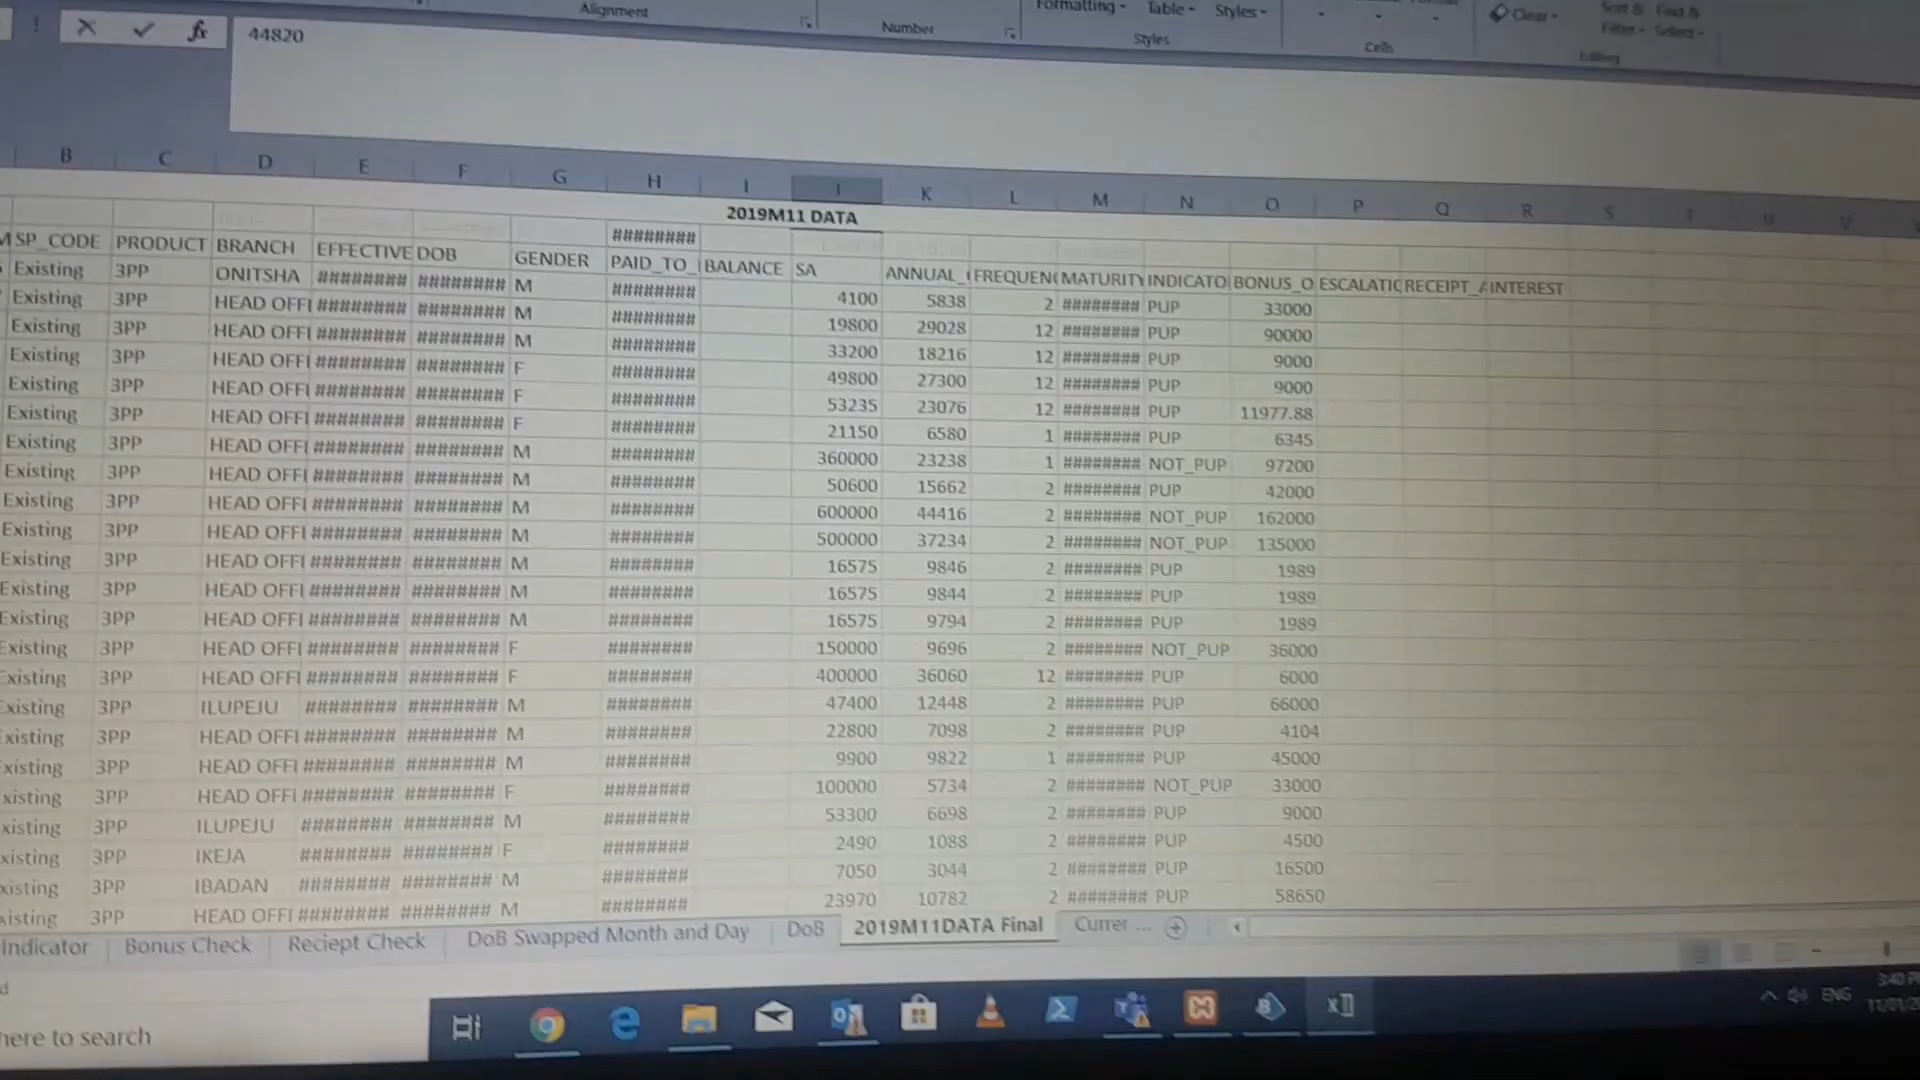 Alignment
Number
Formatting Table Styles
Styles
Cells
Clear
Sort & Find &
Filter Select
Editing
fx 44820
B C D E F G H I K L M N O P Q R S
2019M11 DATA
########
SP_CODE PRODUCT BRANCH EFFECTIVE DOB GENDER PAID_TO_ BALANCE SA ANNUAL_ FREQUEN MATURITY INDICATO BONUS_O ESCALATIC RECEIPT_ INTEREST
Existing 3PP ONITSHA ######## ######## M ######## 4100 5838 2 ######## PUP 33000
Existing 3PP HEAD OFFI ######## ######## M ######## 19800 29028 12 ######## PUP 90000
Existing 3PP HEAD OFFI ######## ######## M ######## 33200 18216 12 ######## PUP 9000
Existing 3PP HEAD OFFI ######## ######## F ######## 49800 27300 12 ######## PUP 9000
Existing 3PP HEAD OFFI ######## ######## F ######## 53235 23076 12 ######## PUP 11977.88
Existing 3PP HEAD OFFI ######## ######## F ######## 21150 6580 1 ######## PUP 6345
Existing 3PP HEAD OFFI ######## ######## M ######## 360000 23238 1 ######## NOT_PUP 97200
Existing 3PP HEAD OFFI ######## ######## M ######## 50600 15662 2 ######## PUP 42000
Existing 3PP HEAD OFFI ######## ######## M ######## 600000 44416 2 ######## NOT_PUP 162000
Existing 3PP HEAD OFFI ######## ######## M ######## 500000 37234 2 ######## NOT_PUP 135000
Existing 3PP HEAD OFFI ######## ######## M ######## 16575 9846 2 ######## PUP 1989
Existing 3PP HEAD OFFI ######## ######## M ######## 16575 9844 2 ######## PUP 1989
Existing 3PP HEAD OFFI ######## ######## M ######## 16575 9794 2 ######## PUP 1989
Existing 3PP HEAD OFFI ######## ######## F ######## 150000 9696 2 ######## NOT_PUP 36000
Existing 3PP HEAD OFFI ######## ######## F ######## 400000 36060 12 ######## PUP 6000
Existing 3PP ILUPEJU ######## ######## M ######## 47400 12448 2 ######## PUP 66000
xisting 3PP HEAD OFFI ######## ######## M ######## 22800 7098 2 ######## PUP 4104
xisting 3PP HEAD OFFI ######## ######## M ######## 9900 9822 1 ######## PUP 45000
xisting 3PP HEAD OFFI ######## ######## F ######## 100000 5734 2 ######## NOT_PUP 33000
xisting 3PP ILUPEJU ######## ######## M ######## 53300 6698 2 ######## PUP 9000
xisting 3PP IKEJA ######## ######## F ######## 2490 1088 2 ######## PUP 4500
xisting 3PP IBADAN ######## ######## M ######## 7050 3044 2 ######## PUP 16500
xisting 3PP HEAD OFFI ######## ######## M ######## 23970 10782 2 ######## PUP 58650
Indicator Bonus Check Reciept Check DoB Swapped Month and Day DoB 2019M11DATA Final Currer ...
here to search
ENG
3:40